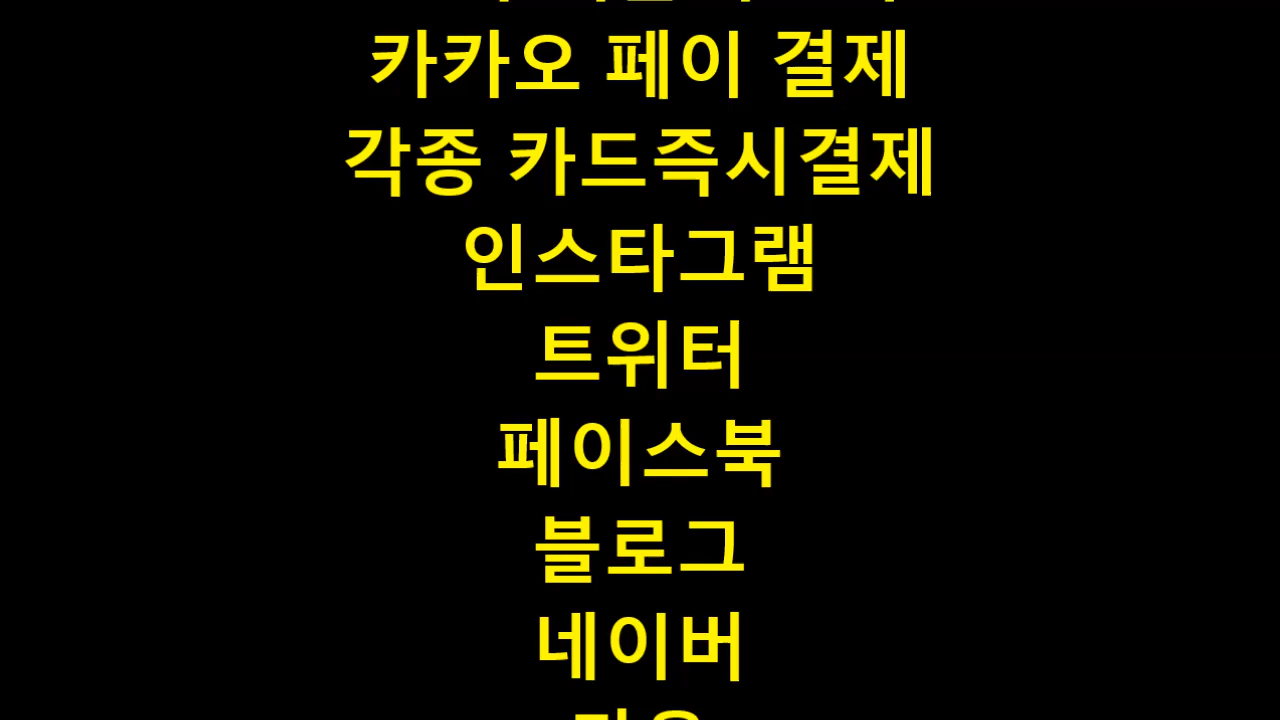 카카오 페이 결제
각종 카드즉시결제
인스타그램
트위터
페이스북
블로그
네이버